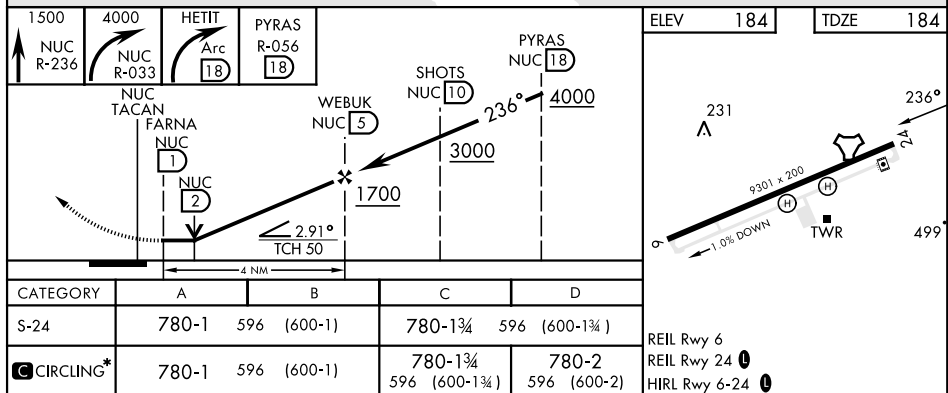 1500
NUC
R-236
4000
NUC
R-033
HETIT
Arc
18
PYRAS
R-056
18
NUC
TACAN
FARNA
NUC
1
NUC
2
WEBUK
NUC 5
SHOTS
NUC 10
PYRAS
NUC 18
236°
4000
3000
1700
2.91°
TCH 50
4 NM
CATEGORY A B C D
S-24 780-1 596 (600-1) 780-1¾ 596 (600-1¾)
C CIRCLING* 780-1 596 (600-1) 780-1¾ 596 (600-1¾) 780-2 596 (600-2)
ELEV 184 TDZE 184
231
236°
24
9301 x 200
H
H
TWR
499
6
1.0% DOWN
REIL Rwy 6
REIL Rwy 24 L
HIRL Rwy 6-24 L